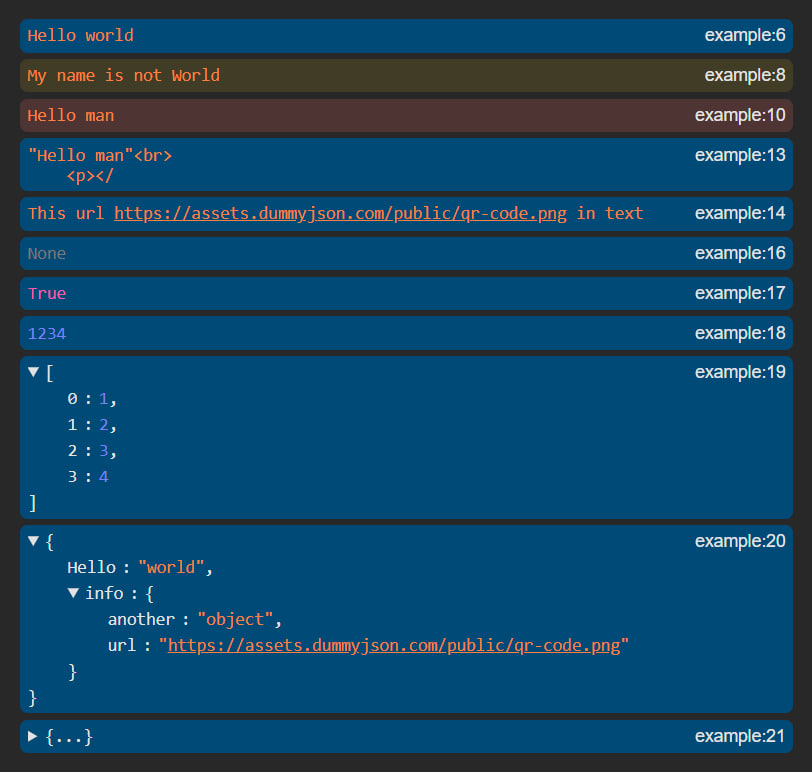 Hello world example:6
My name is not World example:8
Hello man example:10
"Hello man"<br> example:13
    <p></
This url https://assets.dummyjson.com/public/qr-code.png in text example:14
None example:16
True example:17
1234 example:18
▼ [ example:19
    0 : 1,
    1 : 2,
    2 : 3,
    3 : 4
]
▼ { example:20
    Hello : "world",
    ▼ info : {
        another : "object",
        url : "https://assets.dummyjson.com/public/qr-code.png"
    }
}
▶ {...} example:21